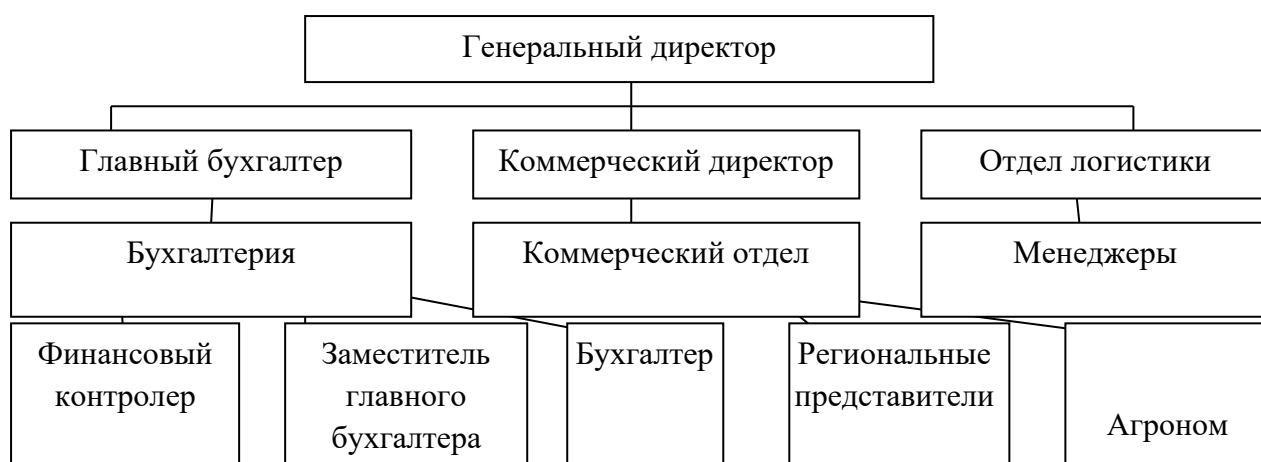 Генеральный директор
Главный бухгалтер
Коммерческий директор
Отдел логистики
Бухгалтерия
Коммерческий отдел
Менеджеры
Финансовый
контролер
Заместитель
главного
бухгалтера
Бухгалтер
Региональные
представители
Агроном